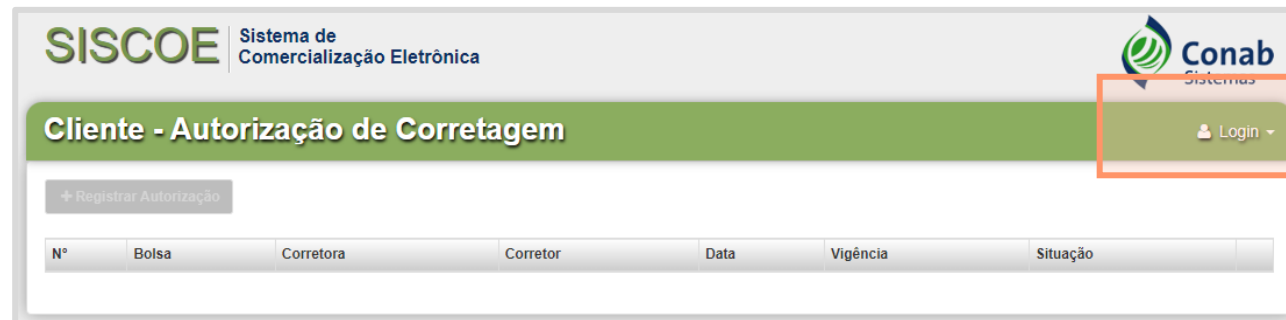 SISCOE
Sistema de
Comercialização Eletrônica
Conab
Sistemas
Cliente - Autorização de Corretagem
Login
+ Registrar Autorização
N° Bolsa Corretora Corretor Data Vigência Situação